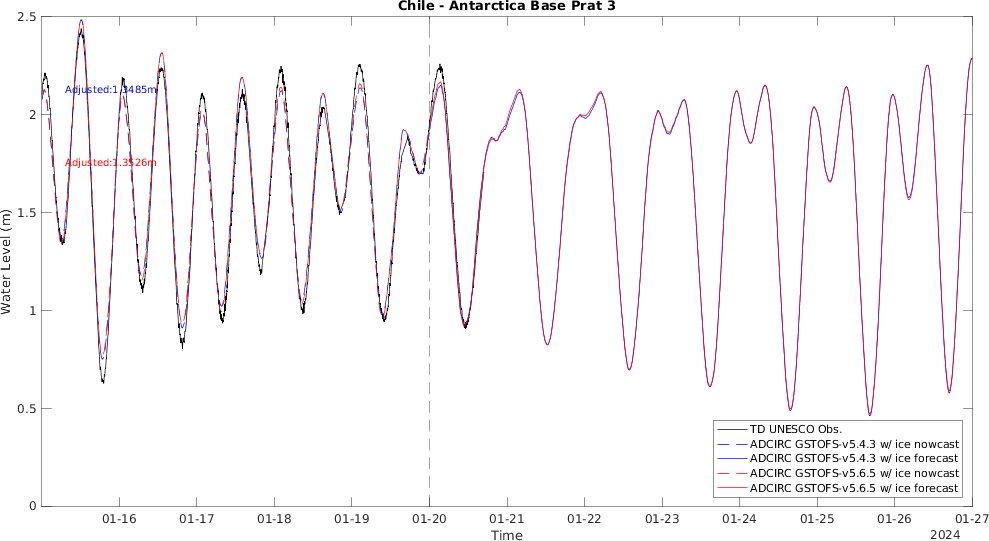 Chile - Antarctica Base Prat 3
Water Level (m)
2.5
2
1.5
1
0.5
0
Adjusted:1.3485m
Adjusted:1.3526m
TD UNESCO Obs.
ADCIRC GSTOFS-v5.4.3 w/ ice nowcast
ADCIRC GSTOFS-v5.4.3 w/ ice forecast
ADCIRC GSTOFS-v5.6.5 w/ ice nowcast
ADCIRC GSTOFS-v5.6.5 w/ ice forecast
01-16 01-17 01-18 01-19 01-20 01-21 01-22 01-23 01-24 01-25 01-26 01-27
Time
2024